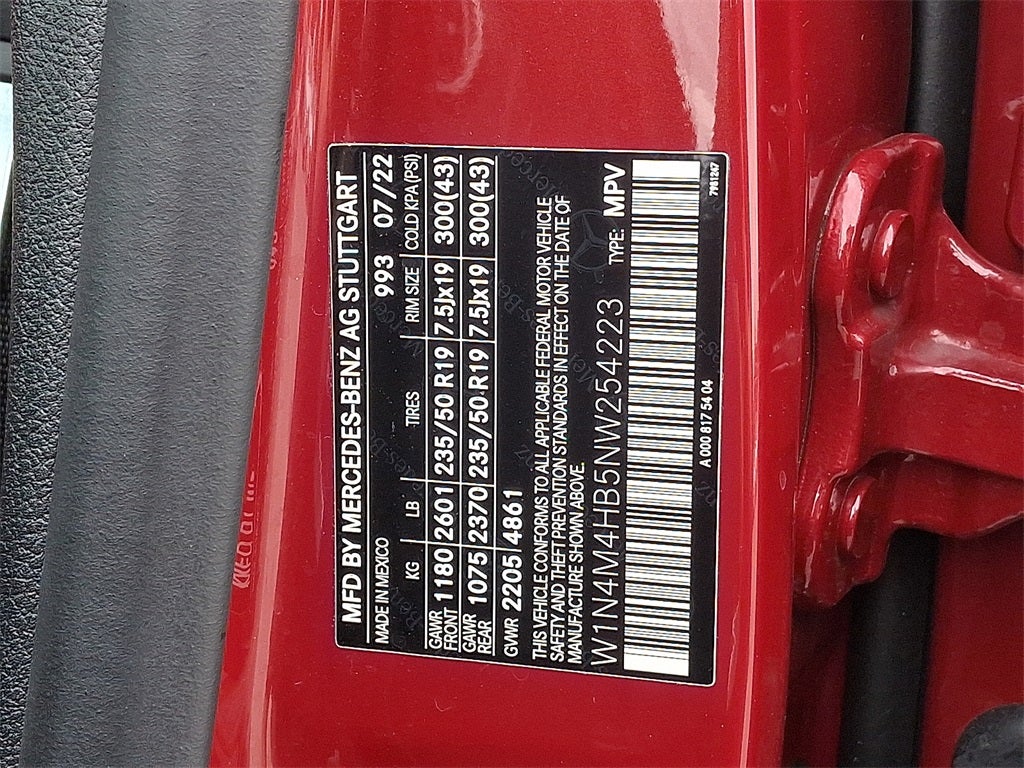 MFD BY MERCEDES-BENZ AG STUTTGART
MADE IN MEXICO 993 07/22
KG LB TIRES RIM SIZE COLD KPA (PSI)
GAWR FRONT 1180 2601 235/50 R19 7.5Jx19 300(43)
GAWR REAR 1075 2370 235/50 R19 7.5Jx19 300(43)
GVWR 2205 4861
THIS VEHICLE CONFORMS TO ALL APPLICABLE FEDERAL MOTOR VEHICLE
SAFETY AND THEFT PREVENTION STANDARDS IN EFFECT ON THE DATE OF
MANUFACTURE SHOWN ABOVE.
W1N4M4HB5NW254223 TYPE: MPV
A 000 817 54 04 7981247